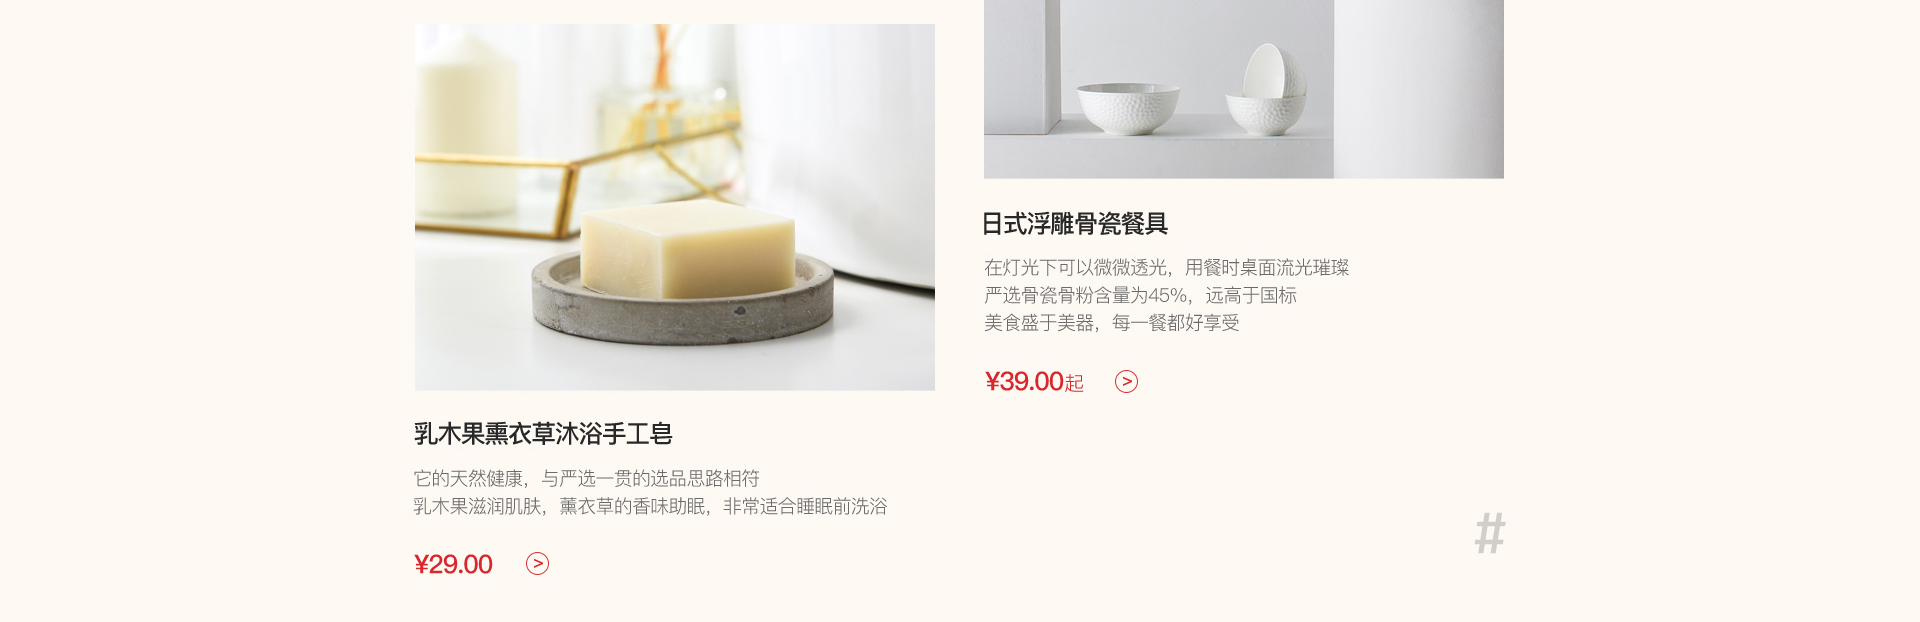 乳木果熏衣草沐浴手工皂
它的天然健康，与严选一贯的选品思路相符
乳木果滋润肌肤，薰衣草的香味助眠，非常适合睡眠前洗浴
¥29.00 >
日式浮雕骨瓷餐具
在灯光下可以微微透光，用餐时桌面流光璀璨
严选骨瓷骨粉含量为45%，远高于国标
美食盛于美器，每一餐都好享受
¥39.00起 >
#